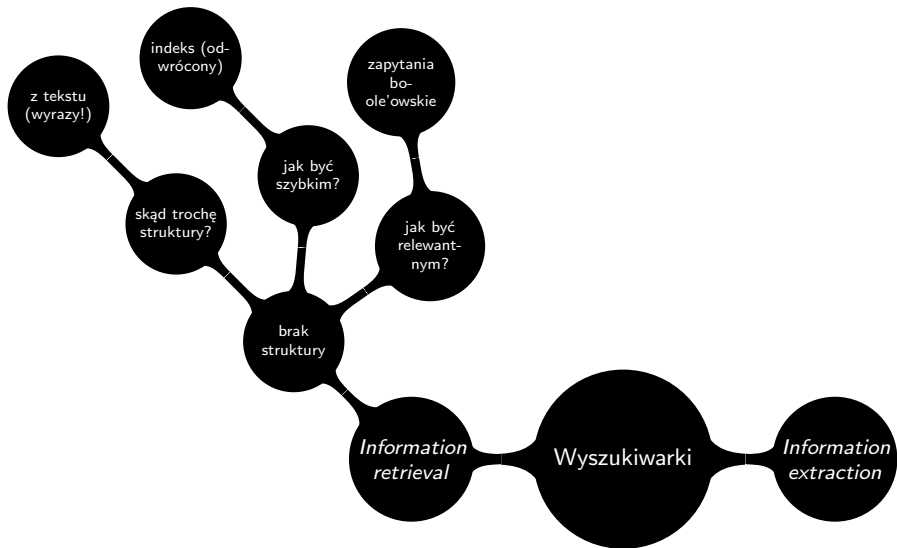 indeks (od-
wrócony)
zapytania
bo-
ole'owskie
z tekstu
(wyrazy!)
jak być
szybkim?
skąd trochę
struktury?
jak być
relewant-
nym?
brak
struktury
Information
retrieval
Wyszukiwarki
Information
extraction